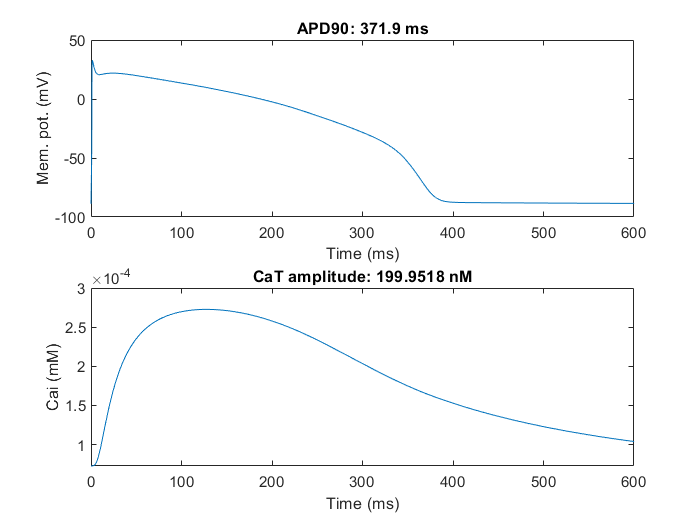 APD90: 371.9 ms
50
0
-50
-100
Mem. pot. (mV)
0 100 200 300 400 500 600
Time (ms)
×10-4
CaT amplitude: 199.9518 nM
3
2.5
2
1.5
1
Cai (mM)
0 100 200 300 400 500 600
Time (ms)